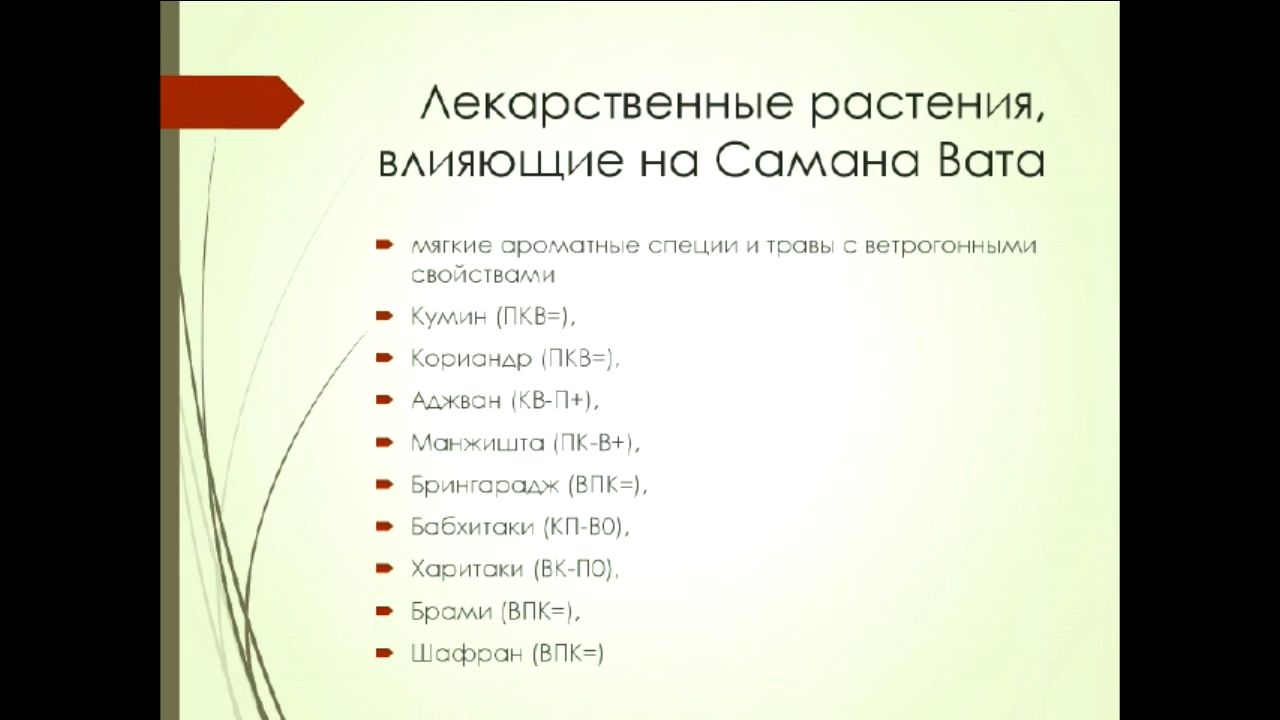 Лекарственные растения,
влияющие на Самана Вата
мягкие ароматные специи и травы с ветрогонными
свойствами
Кумин (ПКВ=),
Кориандр (ПКВ=),
Аджван (КВ-П+),
Манжишта (ПК-В+),
Брингарадж (ВПК=),
Бабхитаки (КП-В0),
Харитаки (ВК-П0),
Брами (ВПК=),
Шафран (ВПК=)